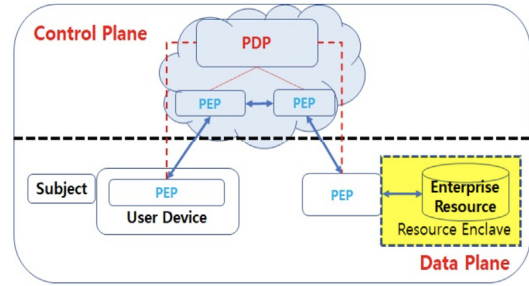 Control Plane
PDP
PEP
PEP
Subject
PEP
User Device
PEP
Enterprise
Resource
Resource Enclave
Data Plane